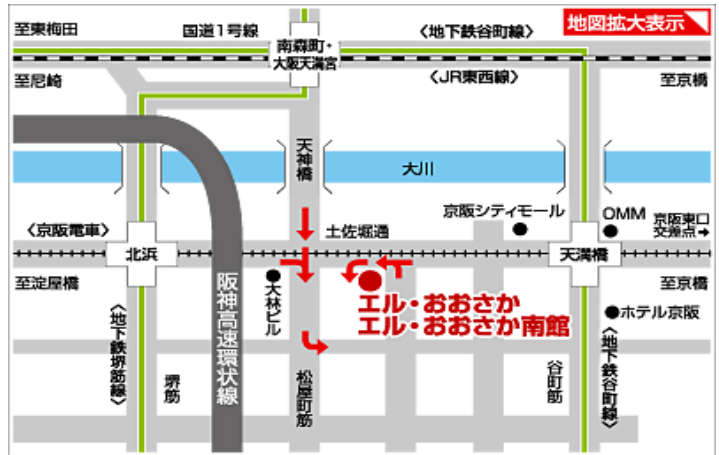 地図拡大表示
至東梅田
国道1号線
〈地下鉄谷町線〉
南森町・
大阪天満宮
至尼崎
〈JR東西線〉
至京橋
天神橋
大川
京阪シティモール
OMM
京阪東口
交差点➔
〈京阪電車〉
土佐堀通
北浜
天満橋
至淀屋橋
大林ビル
至京橋
エル・おおさか
エル・おおさか南館
ホテル京阪
阪神高速環状線
〈地下鉄堺筋線〉
堺筋
松屋町筋
谷町筋
〈地下鉄谷町線〉